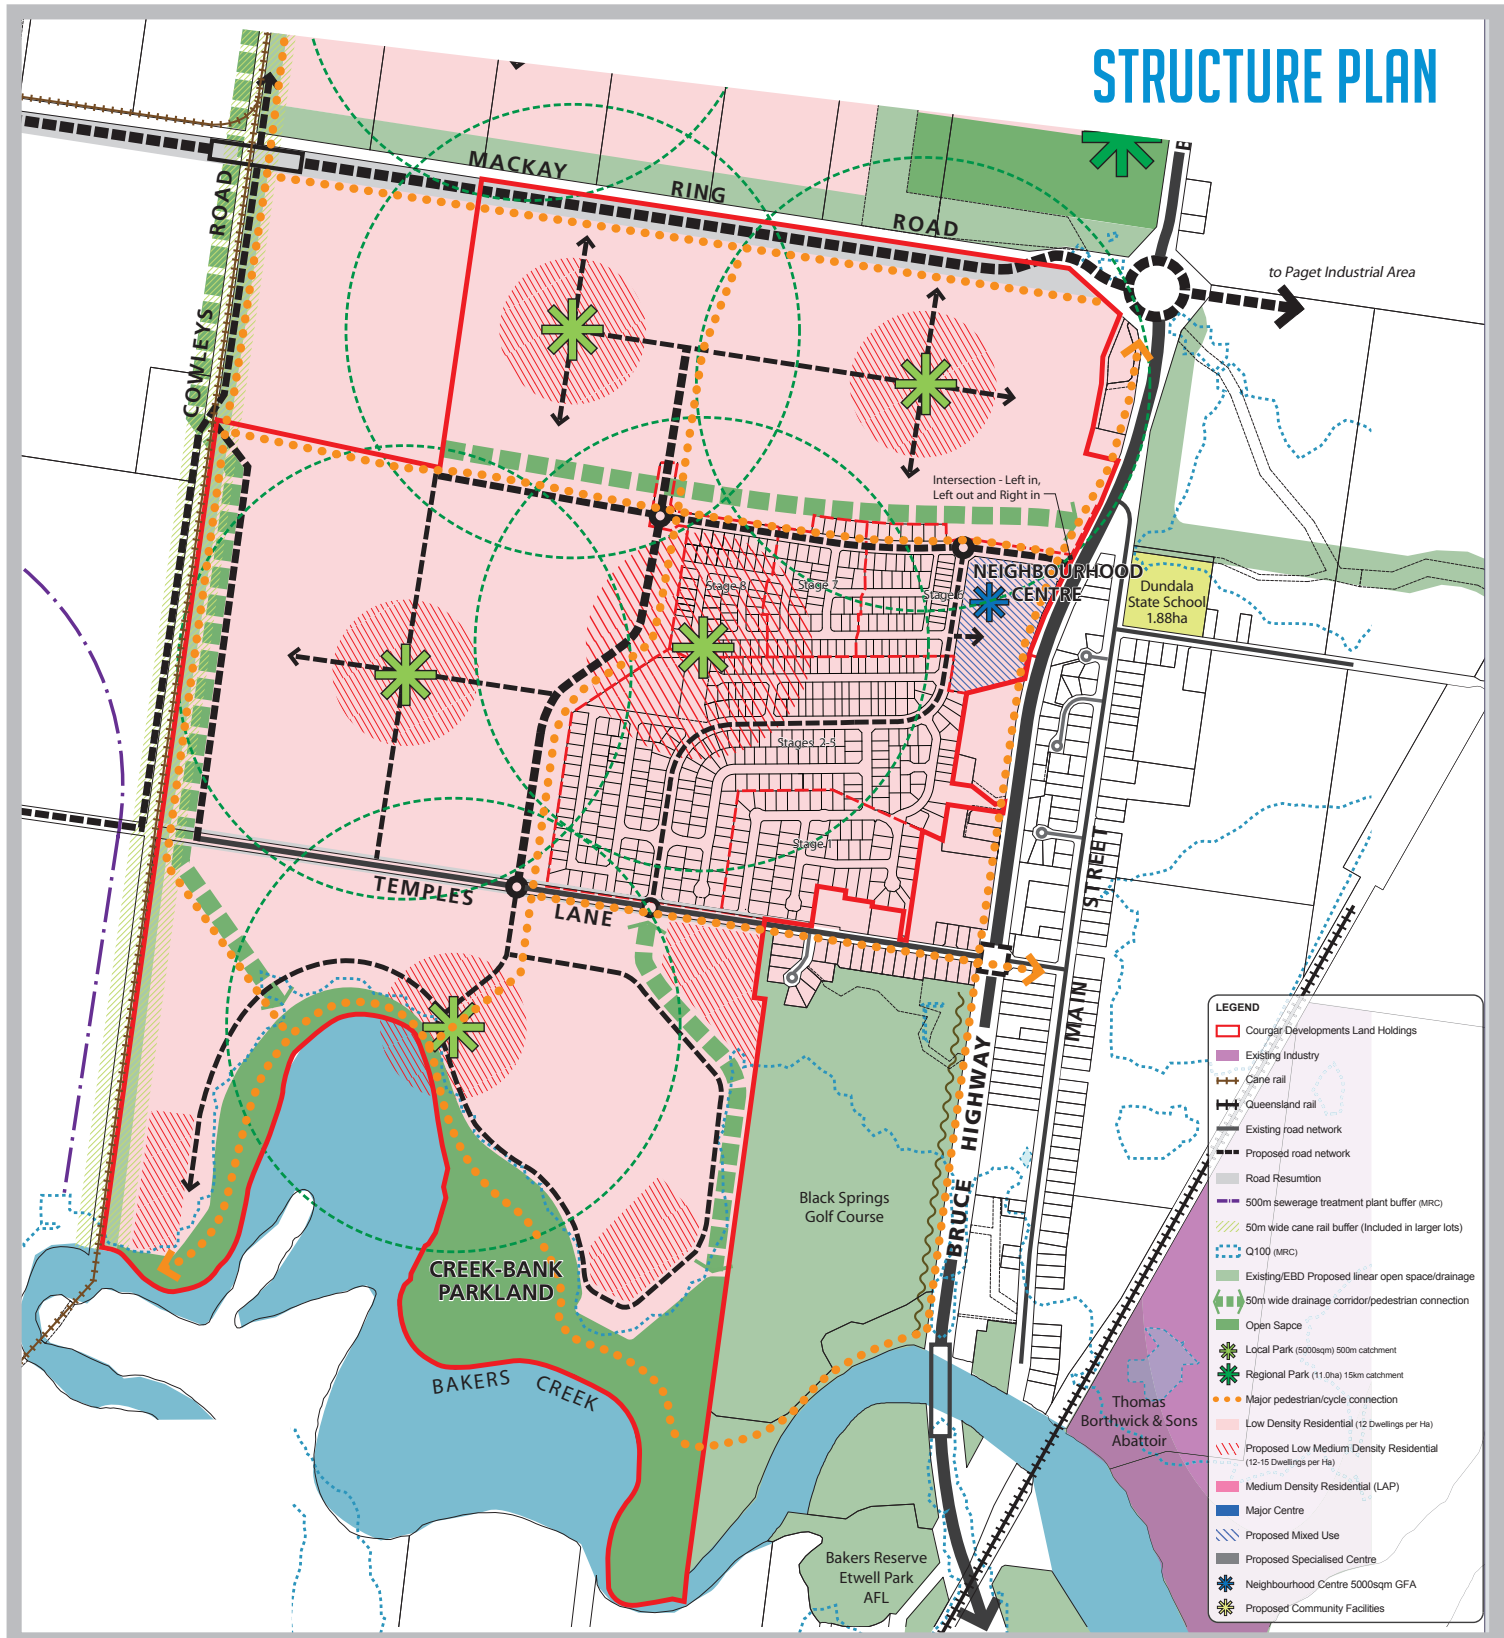 STRUCTURE PLAN
MACKAY RING ROAD
COWLEYS ROAD
to Paget Industrial Area
Intersection - Left in,
Left out and Right in
NEIGHBOURHOOD
CENTRE
Dundala
State School
1.88ha
Stage 8
Stage 7
Stage 6
Stages 2-5
Stage 1
TEMPLES LANE
MAIN STREET
BRUCE HIGHWAY
Black Springs
Golf Course
CREEK-BANK
PARKLAND
BAKERS CREEK
Thomas
Borthwick & Sons
Abattoir
Bakers Reserve
Etwell Park
AFL
LEGEND
Courgar Developments Land Holdings
Existing Industry
Cane rail
Queensland rail
Existing road network
Proposed road network
Road Resumtion
500m sewerage treatment plant buffer (MRC)
50m wide cane rail buffer (Included in larger lots)
Q100 (MRC)
Existing/EBD Proposed linear open space/drainage
50m wide drainage corridor/pedestrian connection
Open Sapce
Local Park (5000sqm) 500m catchment
Regional Park (11.0ha) 15km catchment
Major pedestrian/cycle connection
Low Density Residential (12 Dwellings per Ha)
Proposed Low Medium Density Residential
(12-15 Dwellings per Ha)
Medium Density Residential (LAP)
Major Centre
Proposed Mixed Use
Proposed Specialised Centre
Neighbourhood Centre 5000sqm GFA
Proposed Community Facilities